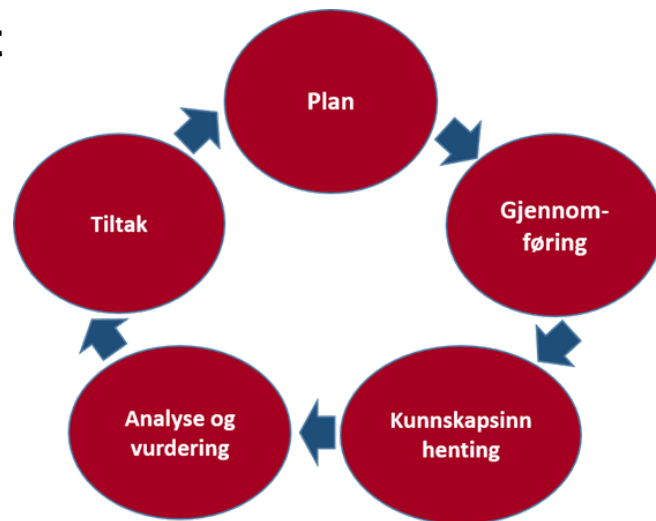 Plan
Gjennom-
føring
Kunnskapsinn
henting
Analyse og
vurdering
Tiltak